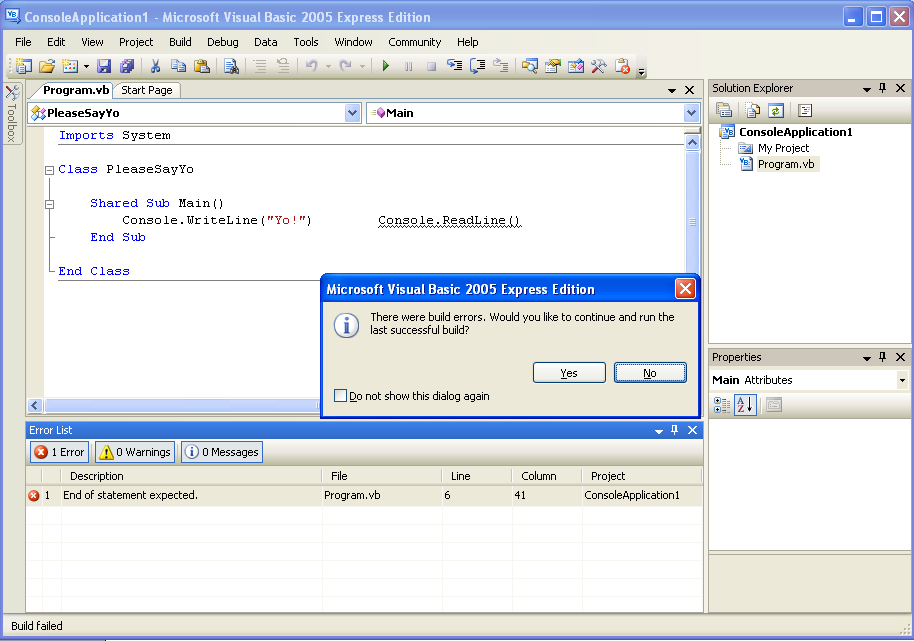 ConsoleApplication1 - Microsoft Visual Basic 2005 Express Edition
File Edit View Project Build Debug Data Tools Window Community Help
Toolbox
Program.vb Start Page
PleaseSayYo Main
Imports System
Class PleaseSayYo
Shared Sub Main()
Console.WriteLine("Yo!") Console.ReadLine()
End Sub
End Class
Microsoft Visual Basic 2005 Express Edition
There were build errors. Would you like to continue and run the
last successful build?
Yes No
Do not show this dialog again
Solution Explorer
ConsoleApplication1
My Project
Program.vb
Properties
Main Attributes
Error List
1 Error 0 Warnings 0 Messages
Description File Line Column Project
1 End of statement expected. Program.vb 6 41 ConsoleApplication1
Build failed